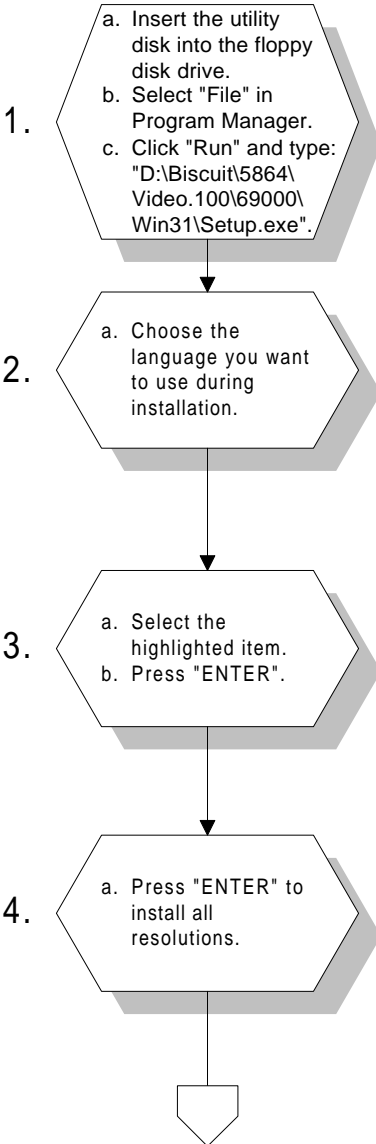 1.
a. Insert the utility
disk into the floppy
disk drive.
b. Select "File" in
Program Manager.
c. Click "Run" and type:
"D:\Biscuit\5864\
Video.100\69000\
Win31\Setup.exe".
2.
a. Choose the
language you want
to use during
installation.
3.
a. Select the
highlighted item.
b. Press "ENTER".
4.
a. Press "ENTER" to
install all
resolutions.